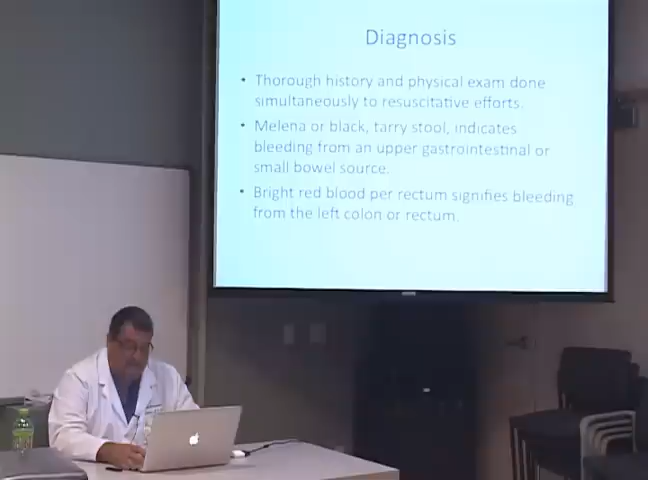 Diagnosis
• Thorough history and physical exam done
simultaneously to resuscitative efforts.
• Melena or black, tarry stool, indicates
bleeding from an upper gastrointestinal or
small bowel source.
• Bright red blood per rectum signifies bleeding
from the left colon or rectum.